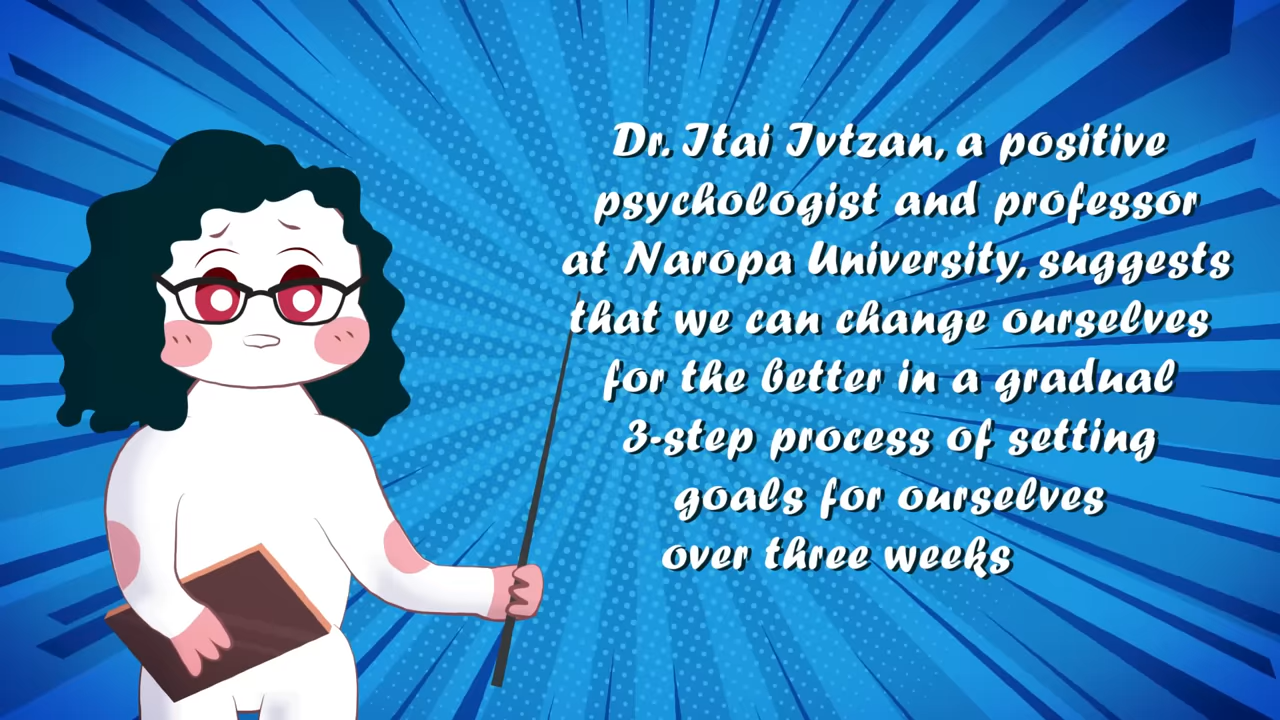 Dr. Itai Ivtzan, a positive
psychologist and professor
at Naropa University, suggests
that we can change ourselves
for the better in a gradual
3-step process of setting
goals for ourselves
over three weeks